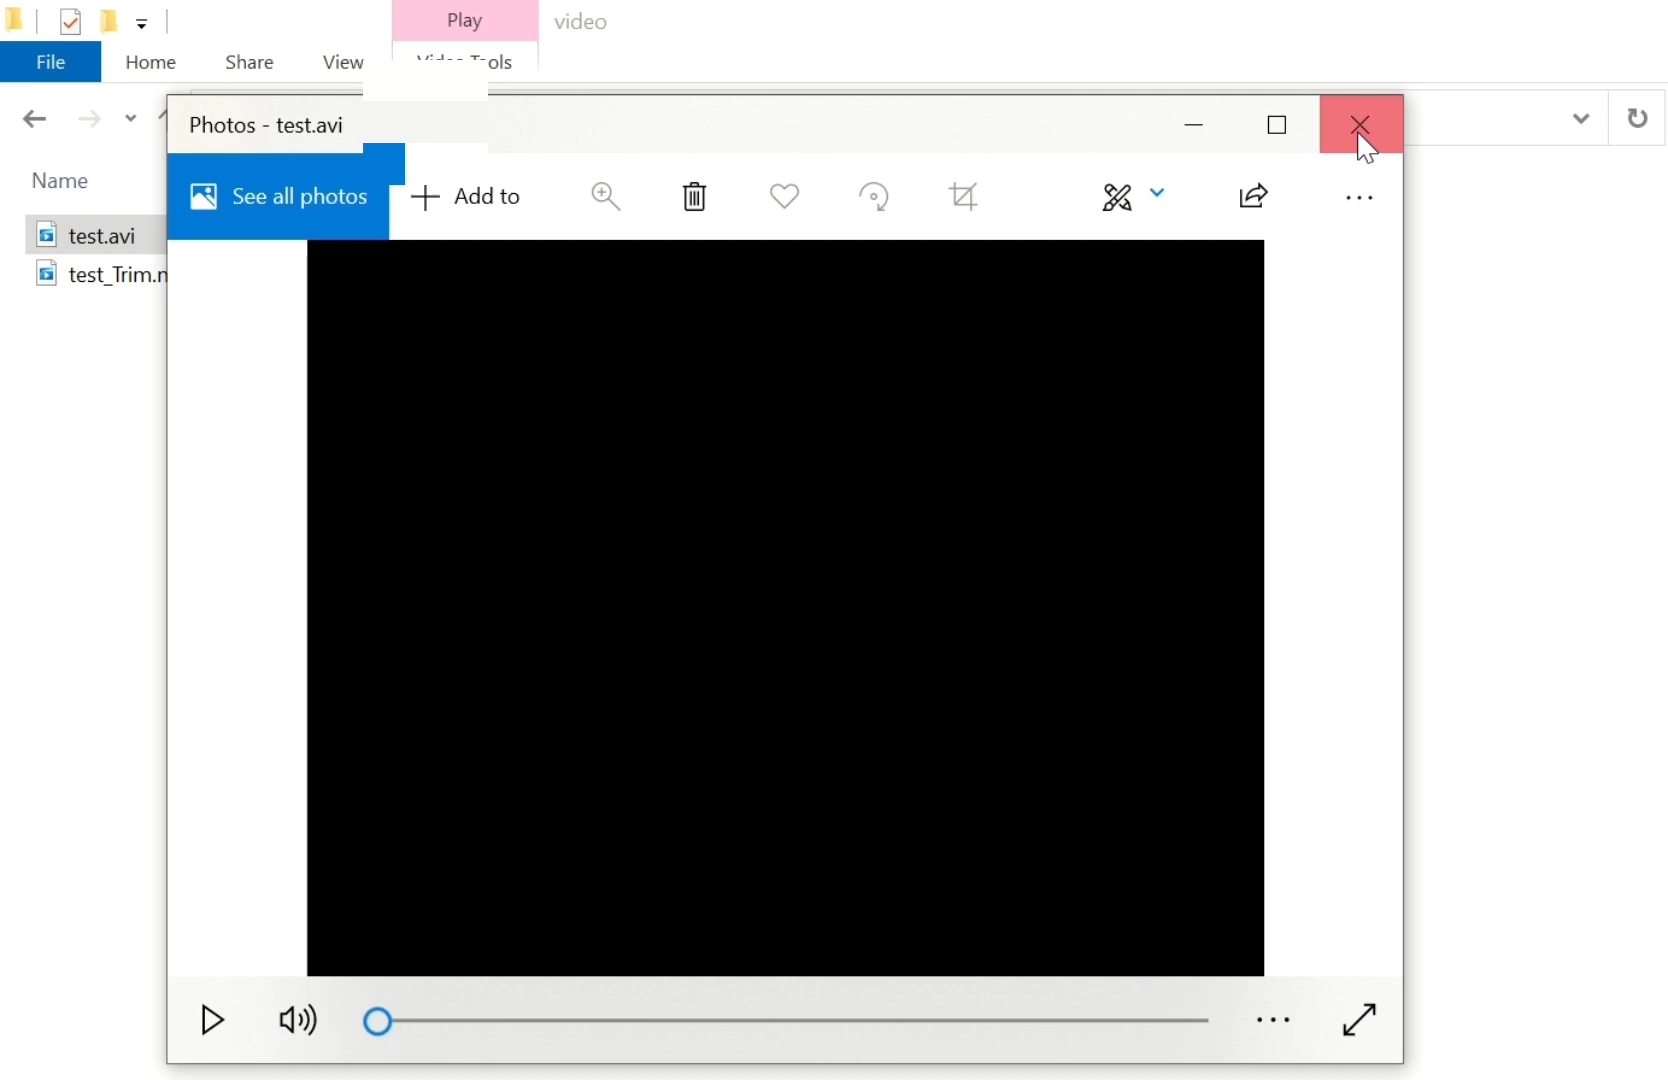 Play video
File Home Share View
Photos - test.avi
Name
See all photos Add to
test.avi